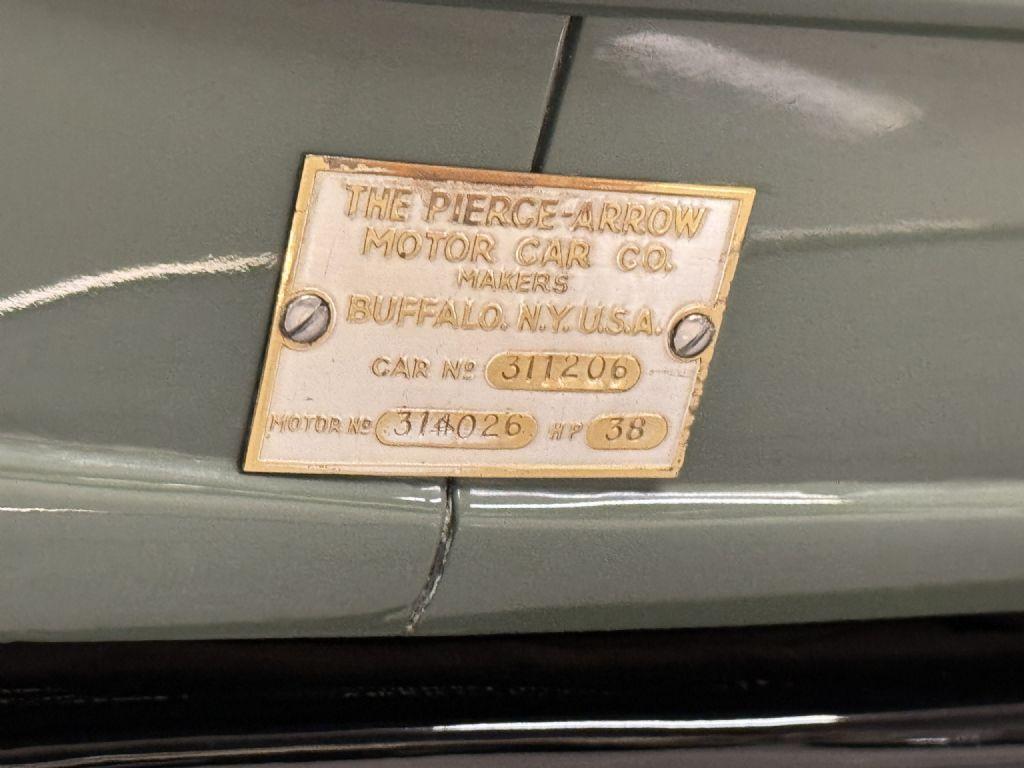 THE PIERCE-ARROW
MOTOR CAR CO.
MAKERS
BUFFALO. N.Y. U.S.A.
CAR Nº 311206
MOTOR Nº 314026 HP 38